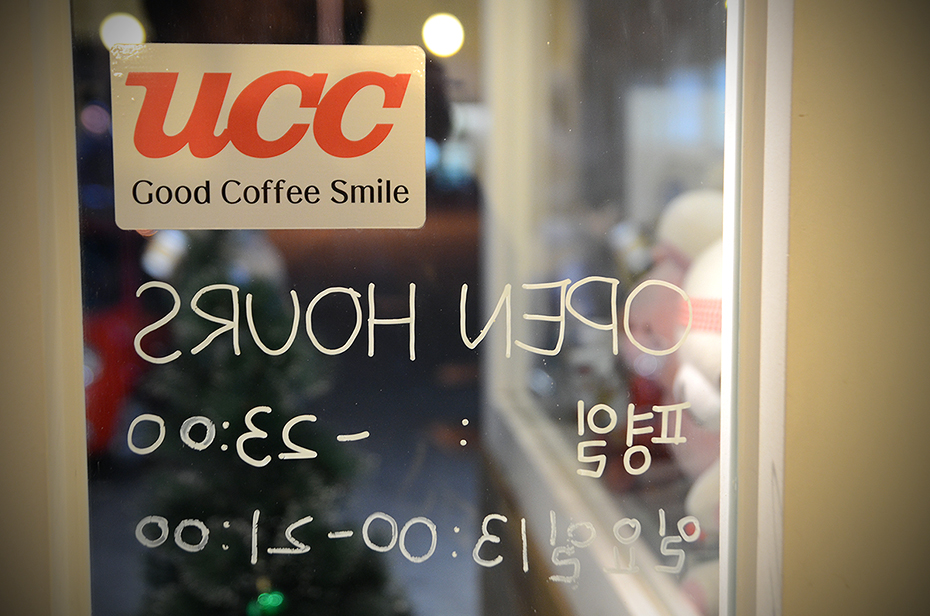 ucc
Good Coffee Smile
OPEN HOURS
평일 : -23:00
일요일 13:00-21:00